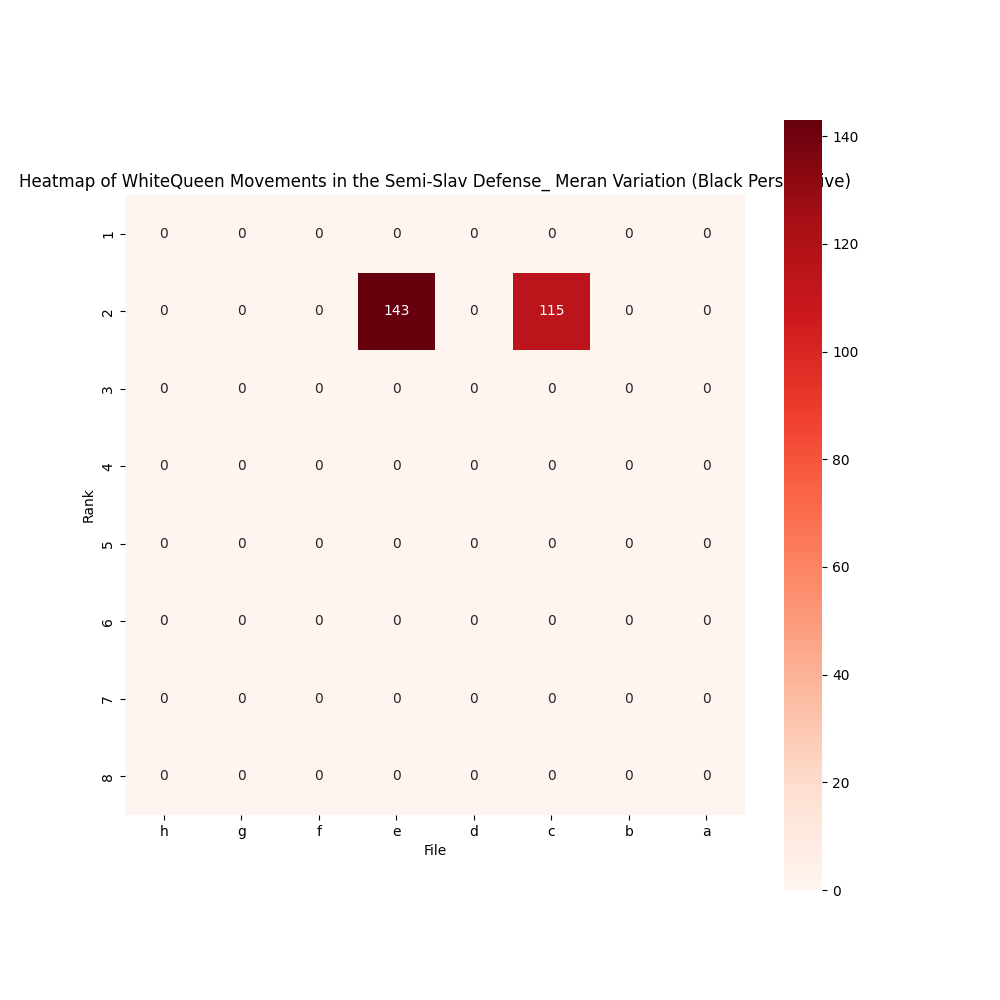 Heatmap of WhiteQueen Movements in the Semi-Slav Defense_ Meran Variation (Black Pers ive)
140
120
100
80
60
40
20
0
Rank
1 0 0 0 0 0 0 0 0
2 0 0 0 143 0 115 0 0
3 0 0 0 0 0 0 0 0
4 0 0 0 0 0 0 0 0
5 0 0 0 0 0 0 0 0
6 0 0 0 0 0 0 0 0
7 0 0 0 0 0 0 0 0
8 0 0 0 0 0 0 0 0
h g f e d c b a
File